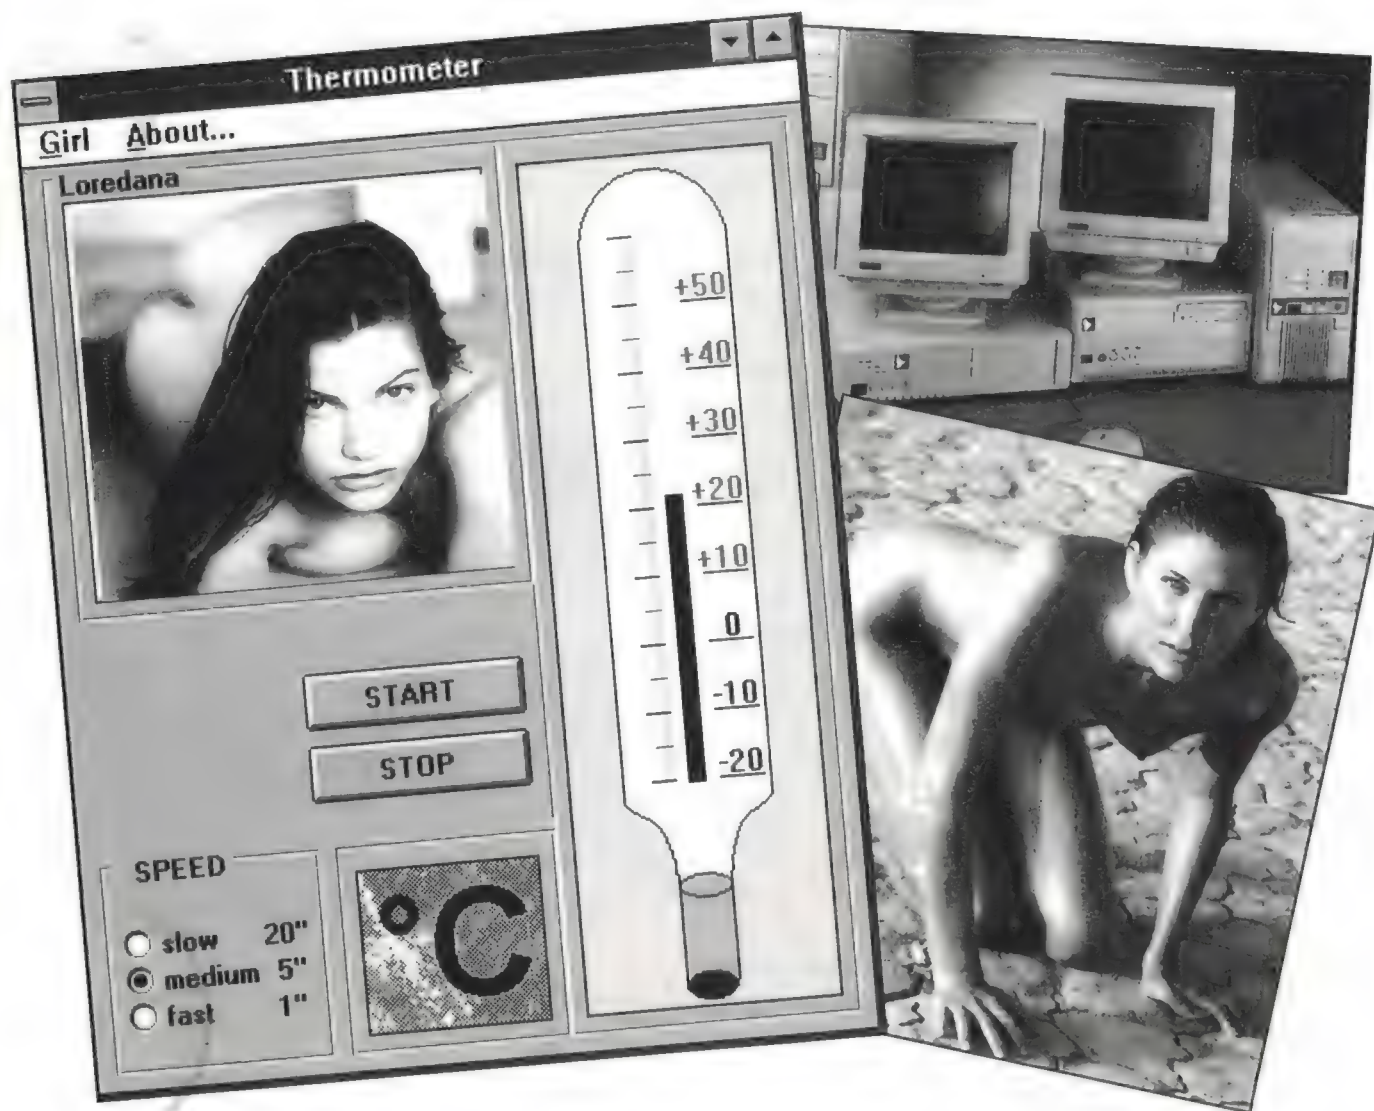 Thermometer
Girl About...
Loredana
+50
+40
+30
+20
+10
0
-10
-20
START
STOP
SPEED
slow 20"
medium 5"
fast 1"
°C